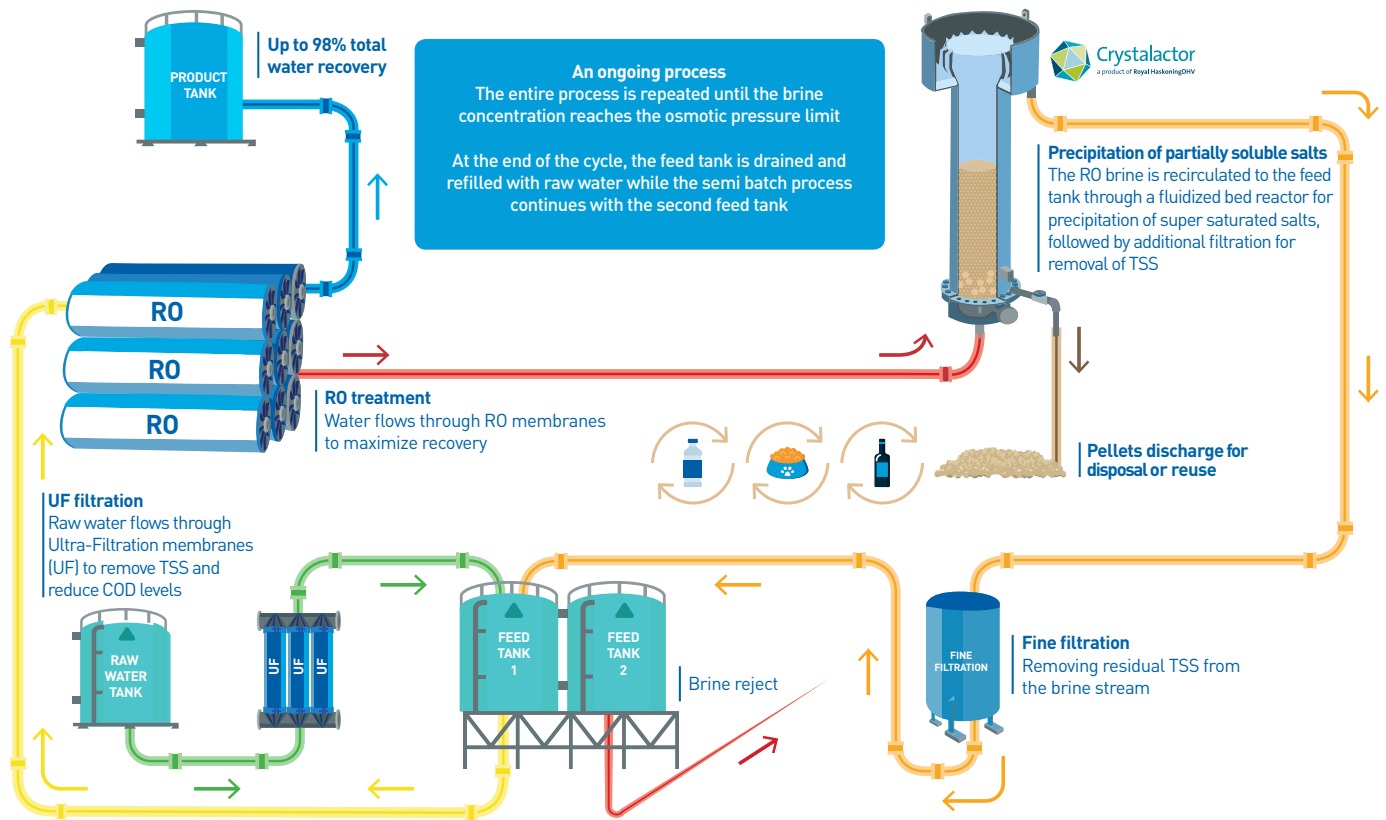 Up to 98% total
water recovery
PRODUCT
TANK
An ongoing process
The entire process is repeated until the brine
concentration reaches the osmotic pressure limit
At the end of the cycle, the feed tank is drained and
refilled with raw water while the semi batch process
continues with the second feed tank
Crystalactor
a product of Royal HaskoningDHV
Precipitation of partially soluble salts
The RO brine is recirculated to the feed
tank through a fluidized bed reactor for
precipitation of super saturated salts,
followed by additional filtration for
removal of TSS
RO
RO
RO
RO treatment
Water flows through RO membranes
to maximize recovery
Pellets discharge for
disposal or reuse
UF filtration
Raw water flows through
Ultra-Filtration membranes
(UF) to remove TSS and
reduce COD levels
RAW
WATER
TANK
UF
UF
UF
FEED
TANK
1
FEED
TANK
2
Brine reject
FINE
FILTRATION
Fine filtration
Removing residual TSS from
the brine stream